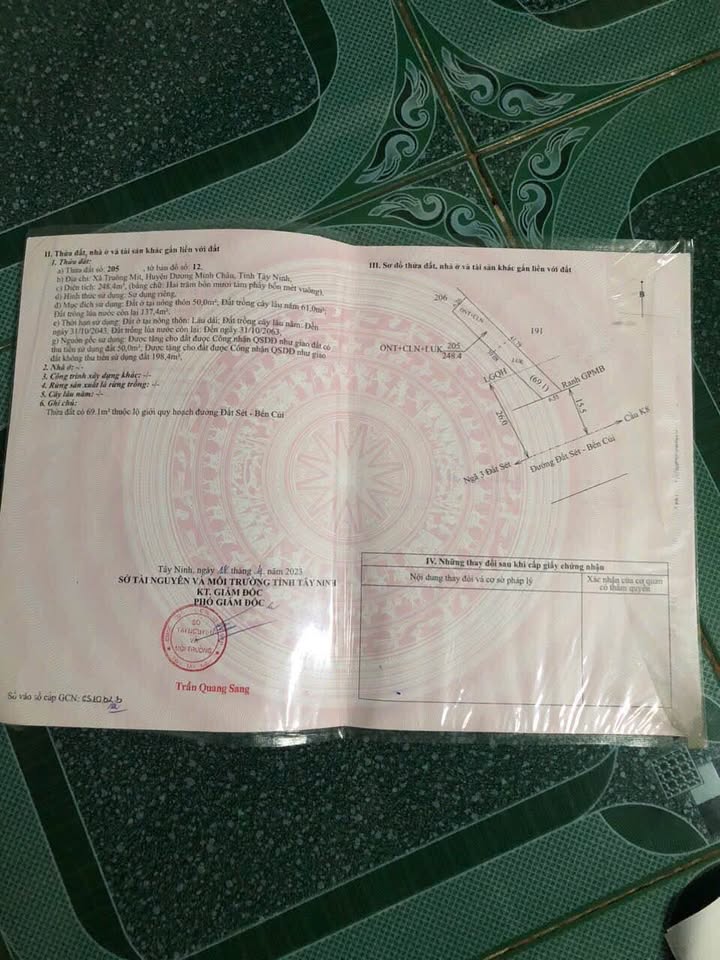 II. Thửa đất, nhà ở và tài sản khác gắn liền với đất
1. Thửa đất:
a) Thửa đất số: 205 , tờ bản đồ số: 12.
b) Địa chỉ: Xã Truông Mít, Huyện Dương Minh Châu, Tỉnh Tây Ninh.
c) Diện tích: 248.4m², (bằng chữ: Hai trăm bốn mươi tám phẩy bốn mét vuông).
d) Hình thức sử dụng: Sử dụng riêng.
đ) Mục đích sử dụng: Đất ở tại nông thôn 50,0m²; Đất trồng cây lâu năm 61.0m²;
Đất trồng lúa nước còn lại 137,4m².
e) Thời hạn sử dụng: Đất ở tại nông thôn: Lâu dài; Đất trồng cây lâu năm: Đến
ngày 31/10/2045; Đất trồng lúa nước còn lại: Đến ngày 31/10/2063.
g) Nguồn gốc sử dụng: Được tặng cho đất được Công nhận QSDĐ như giao đất có
thu tiền sử dụng đất 50,0m²; Được tặng cho đất được Công nhận QSDĐ như giao
đất không thu tiền sử dụng đất 198,4m².
2. Nhà ở: -/-
3. Công trình xây dựng khác: -/-
4. Rừng sản xuất là rừng trồng: -/-
5. Cây lâu năm: -/-
6. Ghi chú:
Thửa đất có 69.1m² thuộc lộ giới quy hoạch đường Đất Sét - Bến Củi
Tây Ninh, ngày 18 tháng 4 năm 2023
SỞ TÀI NGUYÊN VÀ MÔI TRƯỜNG TỈNH TÂY NINH
KT. GIÁM ĐỐC
PHÓ GIÁM ĐỐC
SỞ
TÀI NGUYÊN
VÀ
MÔI TRƯỜNG
Trần Quang Sang
Số vào sổ cấp GCN:
III. Sơ đồ thửa đất, nhà ở và tài sản khác gắn liền với đất
B
206
ONT+CLN
191
ONT+CLN+LUK 205
248.4
LUK
LGQH
(69.1)
Ranh GPMB
26.0
15.5
Cầu K8
Ngã 3 Đất Sét
Đường Đất Sét - Bến Củi
IV. Những thay đổi sau khi cấp giấy chứng nhận
Nội dung thay đổi và cơ sở pháp lý
Xác nhận của cơ quan
có thẩm quyền